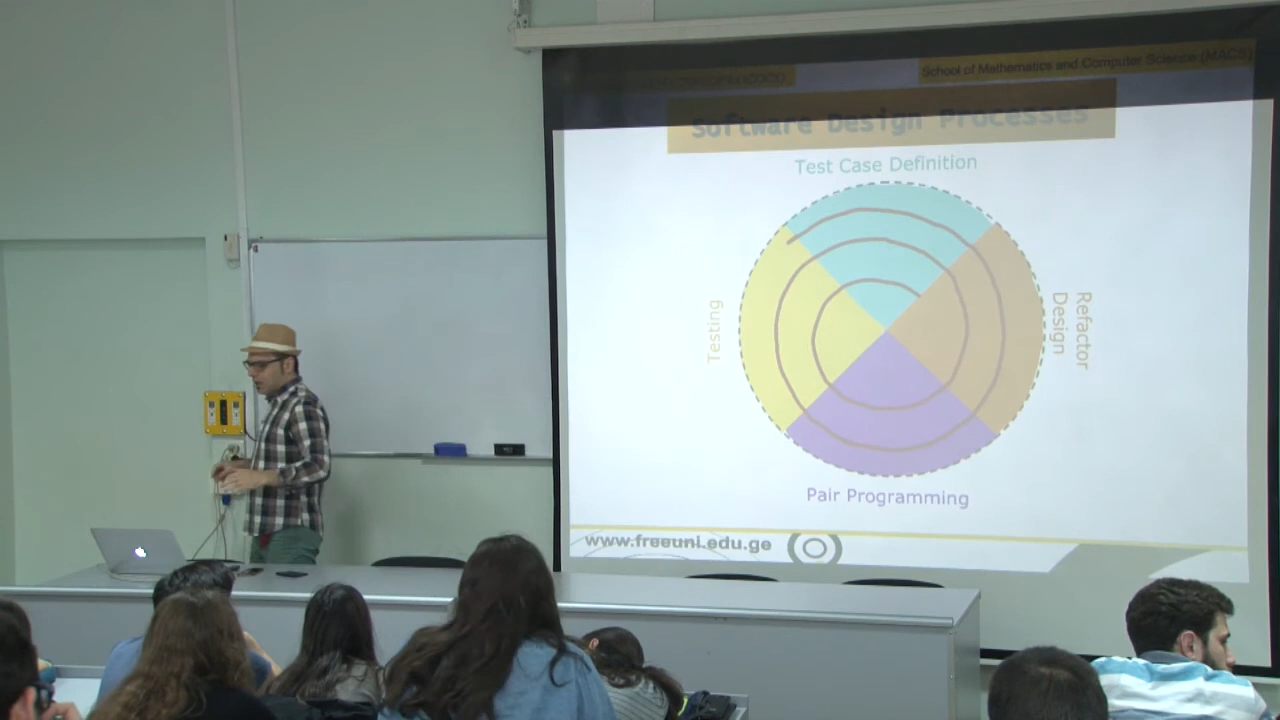 School of Mathematics and Computer Science (MACS)
Software Design Processes
Test Case Definition
Testing
Refactor
Design
Pair Programming
www.freeuni.edu.ge